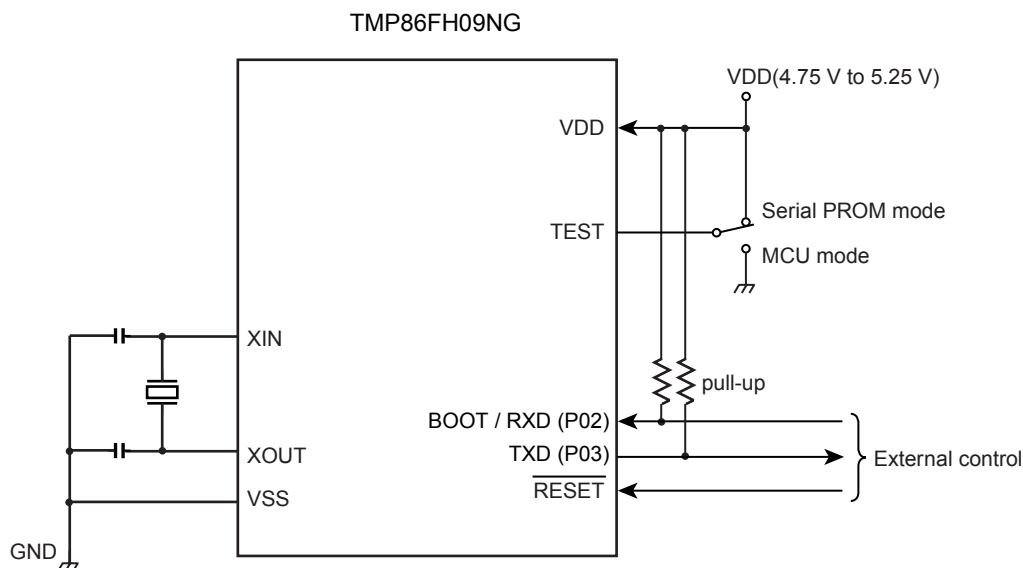 TMP86FH09NG
VDD(4.75 V to 5.25 V)
VDD
Serial PROM mode
TEST
MCU mode
XIN
pull-up
BOOT / RXD (P02)
XOUT
TXD (P03)
External control
RESET
VSS
GND